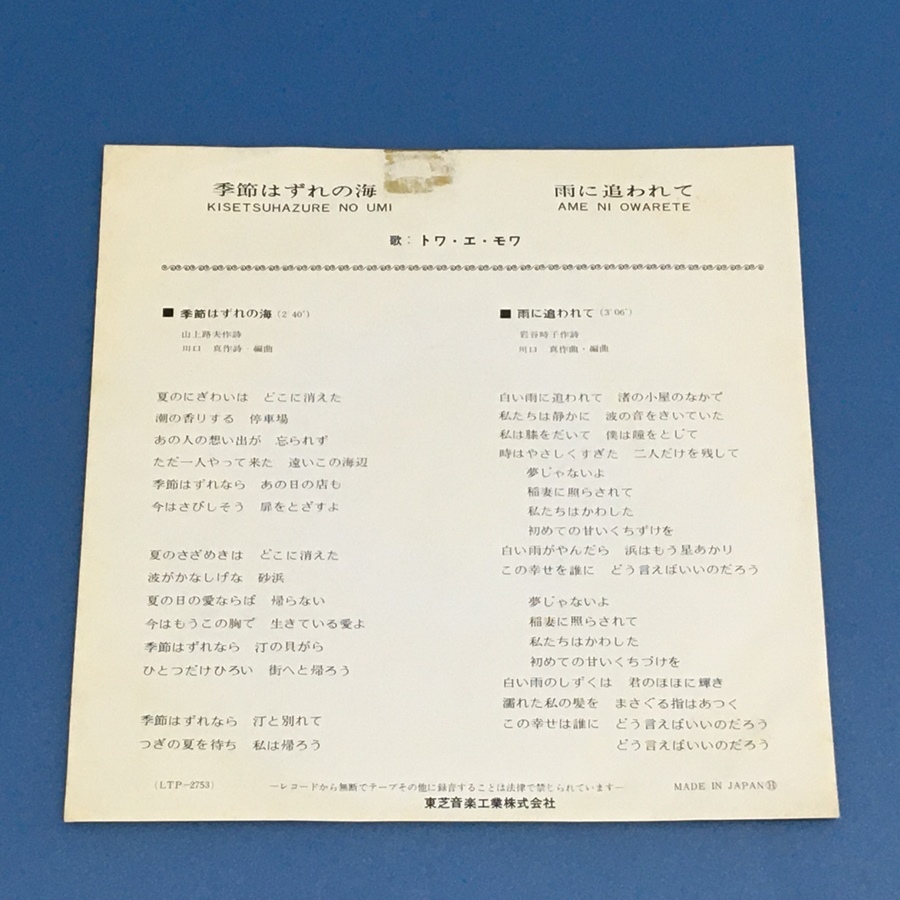 季節はずれの海
KISETSUHAZURE NO UMI
雨に追われて
AME NI OWARETE
歌：トワ・エ・モワ
■ 季節はずれの海 (2′40″)
山上路夫作詩
川口　真作詩・編曲
夏のにぎわいは　どこに消えた
潮の香りする　停車場
あの人の想い出が　忘られず
ただ一人やって来た　遠いこの海辺
季節はずれなら　あの日の店も
今はさびしそう　扉をとざすよ
夏のさざめきは　どこに消えた
波がかなしげな　砂浜
夏の日の愛ならば　帰らない
今はもうこの胸で　生きている愛よ
季節はずれなら　汀の貝がら
ひとつだけひろい　街へと帰ろう
季節はずれなら　汀と別れて
つぎの夏を待ち　私は帰ろう
■ 雨に追われて (3′06″)
岩谷時子作詩
川口　真作曲・編曲
白い雨に追われて　渚の小屋のなかで
私たちは静かに　波の音をきいていた
私は膝をだいて　僕は瞳をとじて
時はやさしくすぎた　二人だけを残して
夢じゃないよ
稲妻に照らされて
私たちはかわした
初めての甘いくちずけを
白い雨がやんだら　浜はもう星あかり
この幸せを誰に　どう言えばいいのだろう
夢じゃないよ
稲妻に照らされて
私たちはかわした
初めての甘いくちづけを
白い雨のしずくは　君のほほに輝き
濡れた私の髪を　まさぐる指はあつく
この幸せは誰に　どう言えばいいのだろう
どう言えばいいのだろう
(LTP-2753)
—レコードから無断でテープその他に録音することは法律で禁じられています—
MADE IN JAPAN
東芝音楽工業株式会社